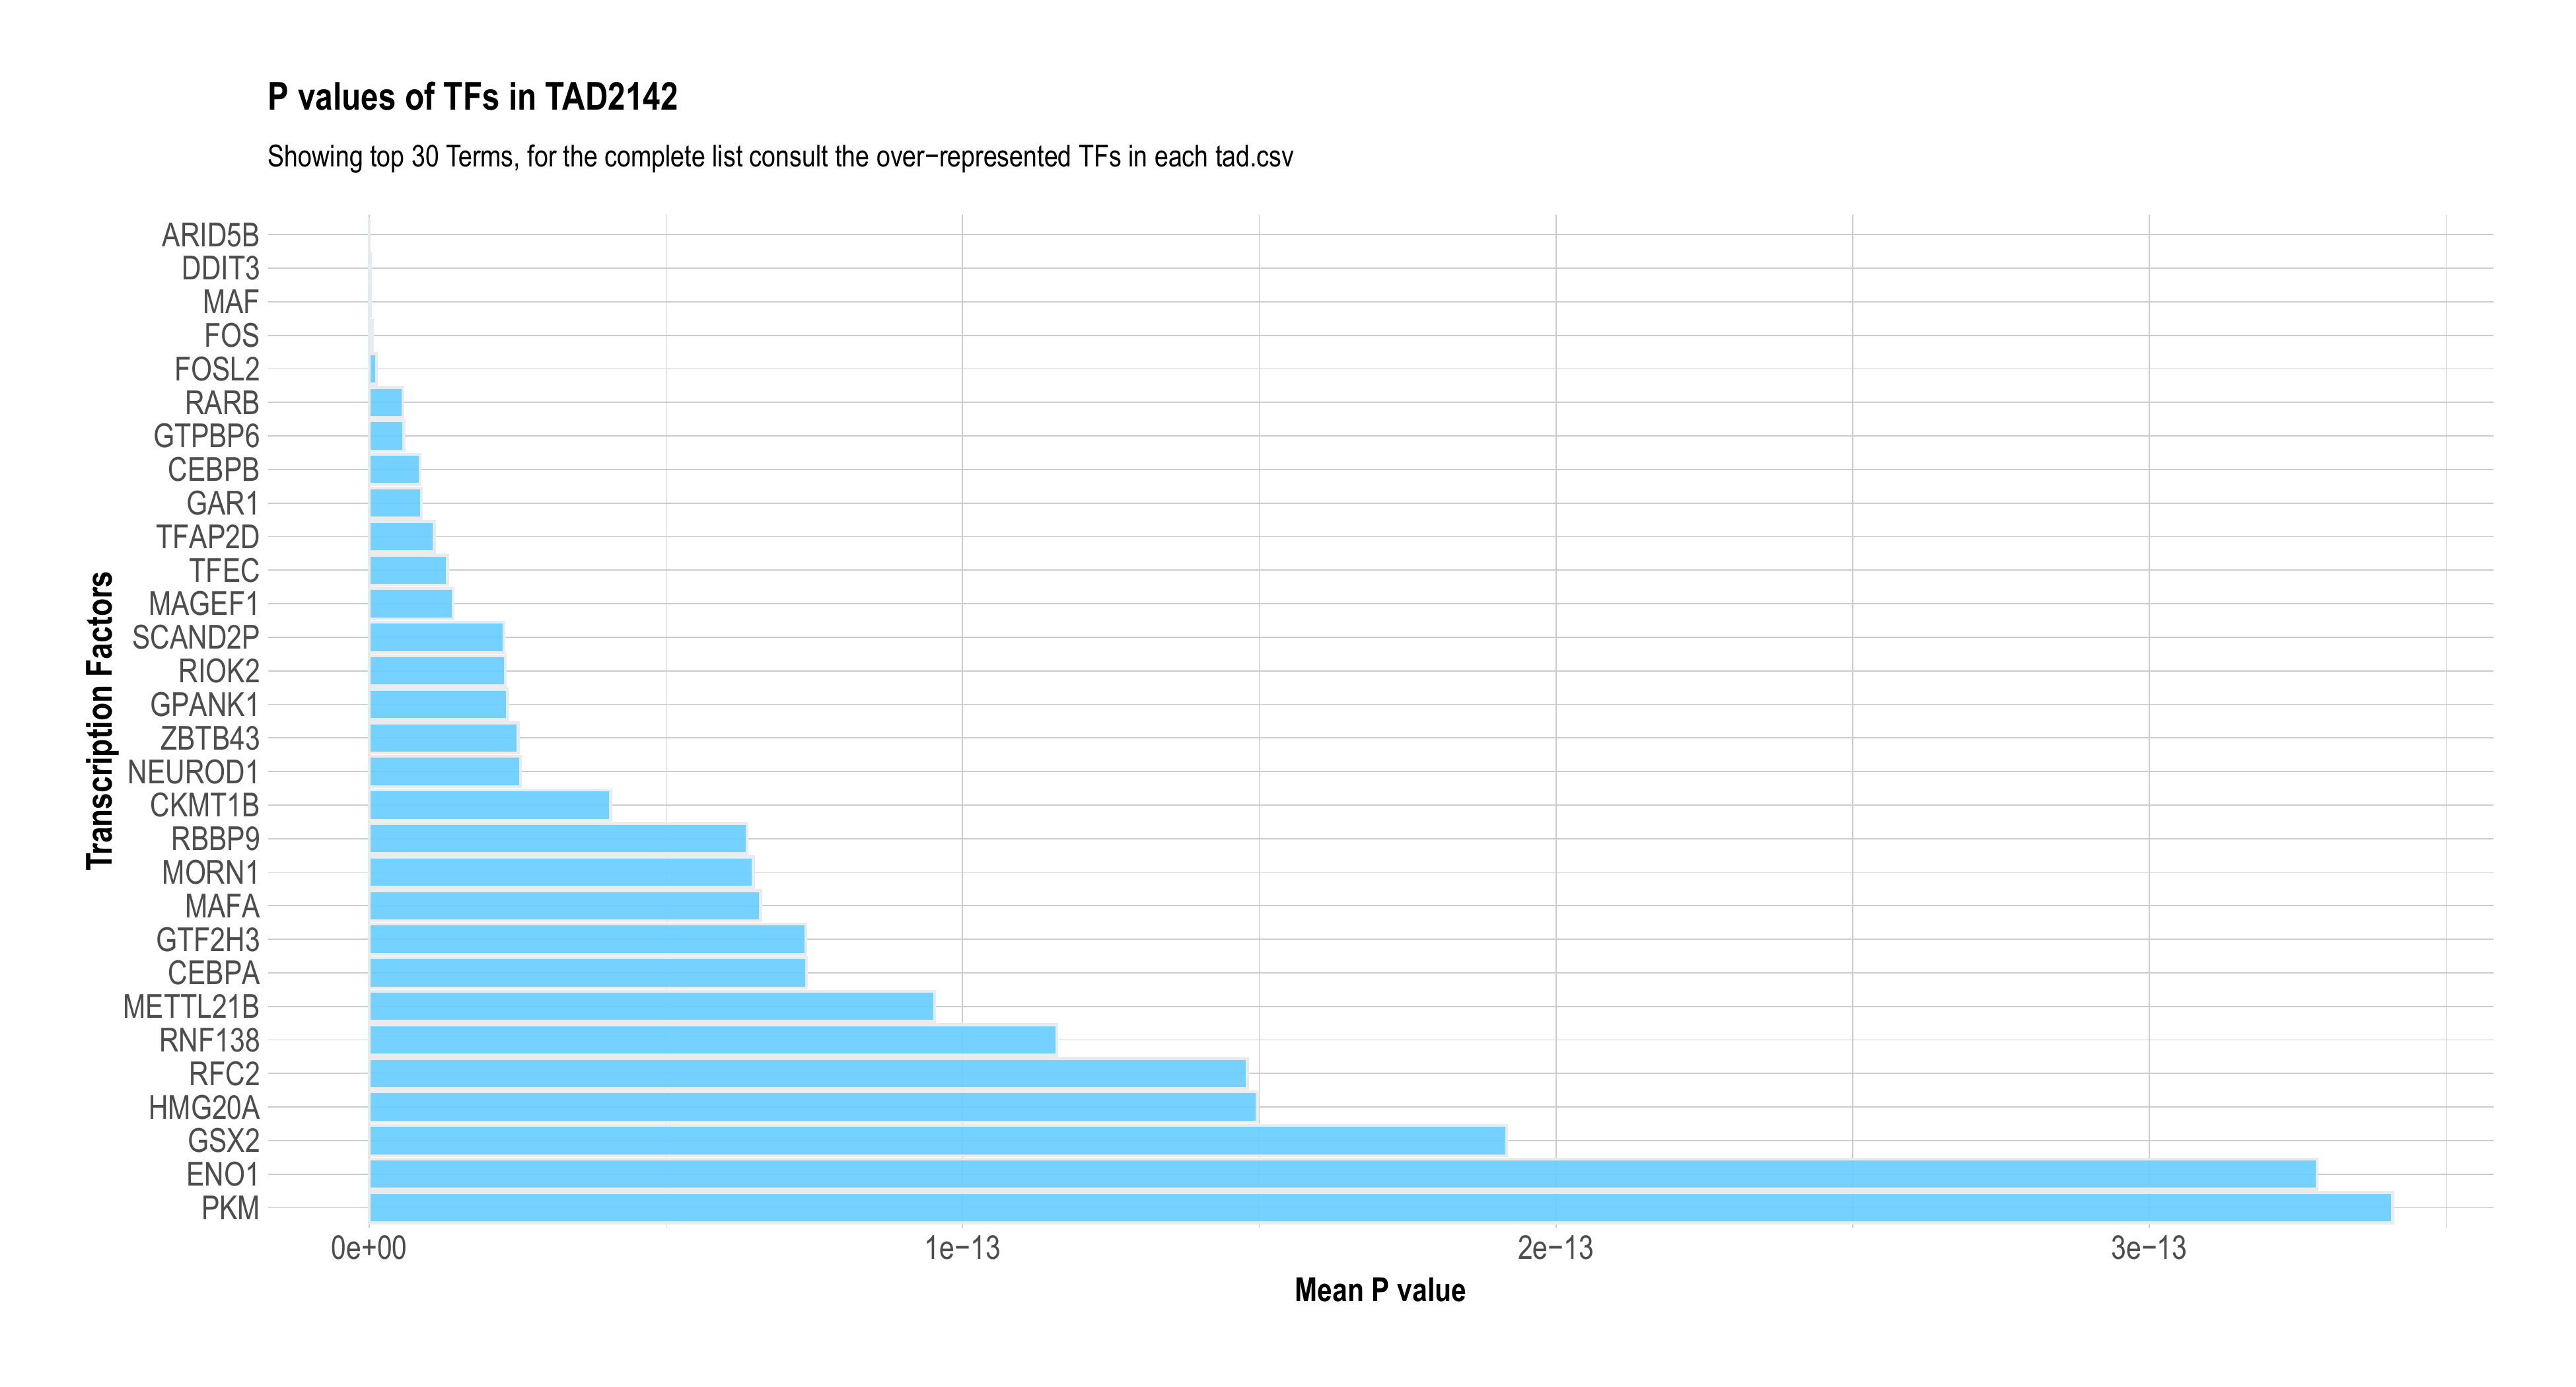 P values of TFs in TAD2142
Showing top 30 Terms, for the complete list consult the over−represented TFs in each tad.csv
Transcription Factors
ARID5B
DDIT3
MAF
FOS
FOSL2
RARB
GTPBP6
CEBPB
GAR1
TFAP2D
TFEC
MAGEF1
SCAND2P
RIOK2
GPANK1
ZBTB43
NEUROD1
CKMT1B
RBBP9
MORN1
MAFA
GTF2H3
CEBPA
METTL21B
RNF138
RFC2
HMG20A
GSX2
ENO1
PKM
0e+00 1e−13 2e−13 3e−13
Mean P value